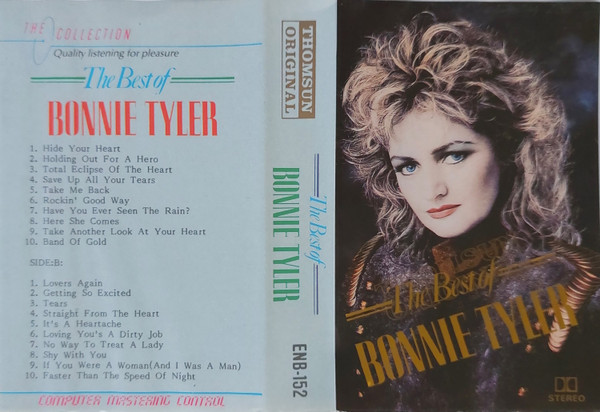 THE COLLECTION
Quality listening for pleasure
The Best of
BONNIE TYLER
1. Hide Your Heart
2. Holding Out For A Hero
3. Total Eclipse Of The Heart
4. Save Up All Your Tears
5. Take Me Back
6. Rockin' Good Way
7. Have You Ever Seen The Rain?
8. Here She Comes
9. Take Another Look At Your Heart
10. Band Of Gold
SIDE:B:
1. Lovers Again
2. Getting So Excited
3. Tears
4. Straight From The Heart
5. It's A Heartache
6. Loving You's A Dirty Job
7. No Way To Treat A Lady
8. Shy With You
9. If You Were A Woman(And I Was A Man)
10. Faster Than The Speed Of Night
COMPUTER MASTERING CONTROL
THOMSUN
ORIGINAL
The Best of
BONNIE TYLER
ENB-152
The Best of
BONNIE TYLER
STEREO